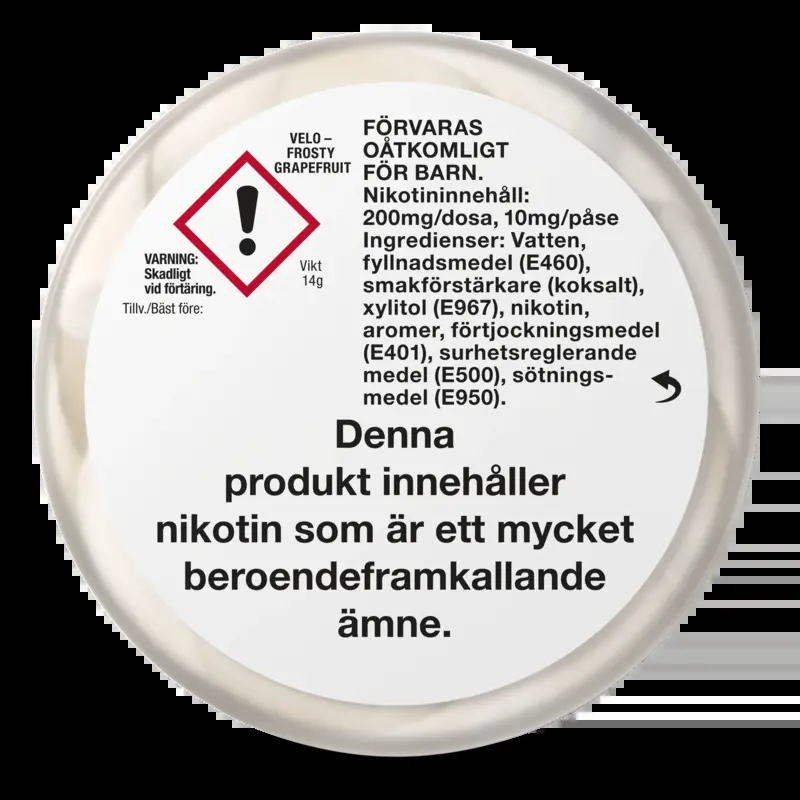 VELO –
FROSTY
GRAPEFRUIT
VARNING:
Skadligt
vid förtäring.
Tillv./Bäst före:
Vikt
14g
FÖRVARAS
OÅTKOMLIGT
FÖR BARN.
Nikotininnehåll:
200mg/dosa, 10mg/påse
Ingredienser: Vatten,
fyllnadsmedel (E460),
smakförstärkare (koksalt),
xylitol (E967), nikotin,
aromer, förtjockningsmedel
(E401), surhetsreglerande
medel (E500), sötnings-
medel (E950).
Denna
produkt innehåller
nikotin som är ett mycket
beroendeframkallande
ämne.